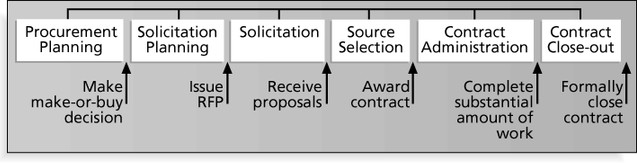 Procurement
Planning
Solicitation
Planning
Solicitation
Source
Selection
Contract
Administration
Contract
Close-out
Make
make-or-buy
decision
Issue
RFP
Receive
proposals
Award
contract
Complete
substantial
amount of
work
Formally
close
contract